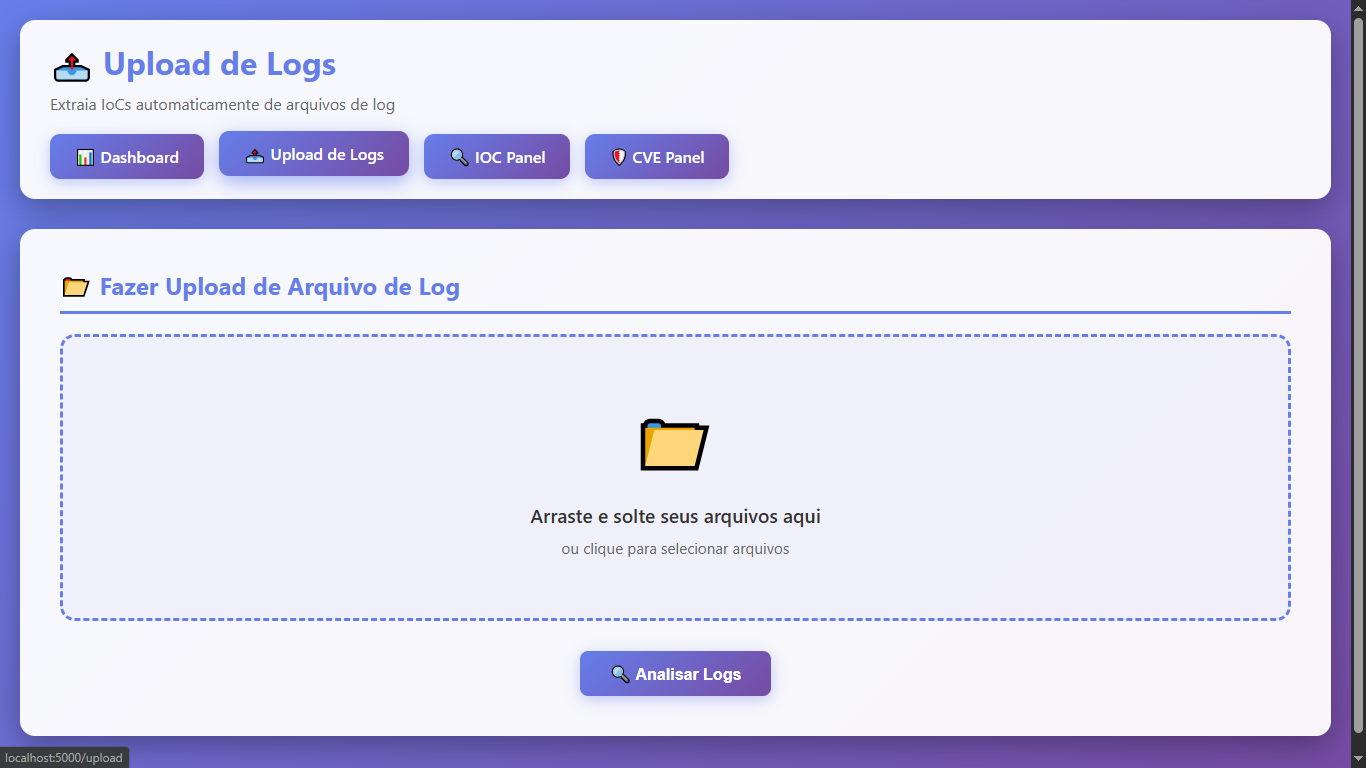 Upload de Logs
Extraia IoCs automaticamente de arquivos de log
Dashboard
Upload de Logs
IOC Panel
CVE Panel
Fazer Upload de Arquivo de Log
Arraste e solte seus arquivos aqui
ou clique para selecionar arquivos
Analisar Logs
localhost:5000/upload